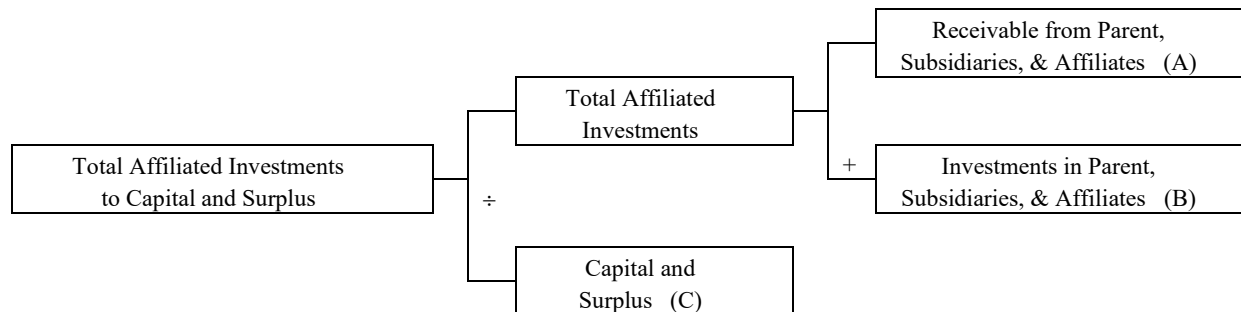 Receivable from Parent,
Subsidiaries, & Affiliates (A)
Total Affiliated
Investments
Total Affiliated Investments
to Capital and Surplus
+
Investments in Parent,
Subsidiaries, & Affiliates (B)
÷
Capital and
Surplus (C)